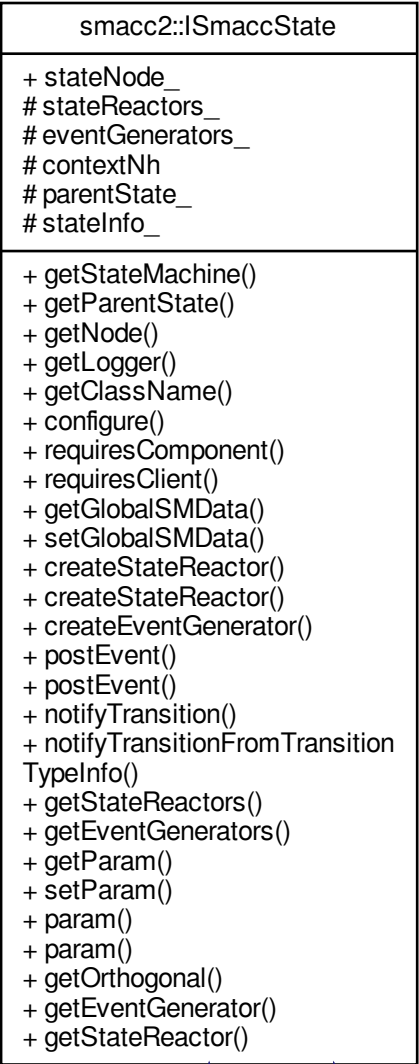 smacc2::ISmaccState
+ stateNode_
# stateReactors_
# eventGenerators_
# contextNh
# parentState_
# stateInfo_
+ getStateMachine()
+ getParentState()
+ getNode()
+ getLogger()
+ getClassName()
+ configure()
+ requiresComponent()
+ requiresClient()
+ getGlobalSMData()
+ setGlobalSMData()
+ createStateReactor()
+ createStateReactor()
+ createEventGenerator()
+ postEvent()
+ postEvent()
+ notifyTransition()
+ notifyTransitionFromTransition
TypeInfo()
+ getStateReactors()
+ getEventGenerators()
+ getParam()
+ setParam()
+ param()
+ param()
+ getOrthogonal()
+ getEventGenerator()
+ getStateReactor()